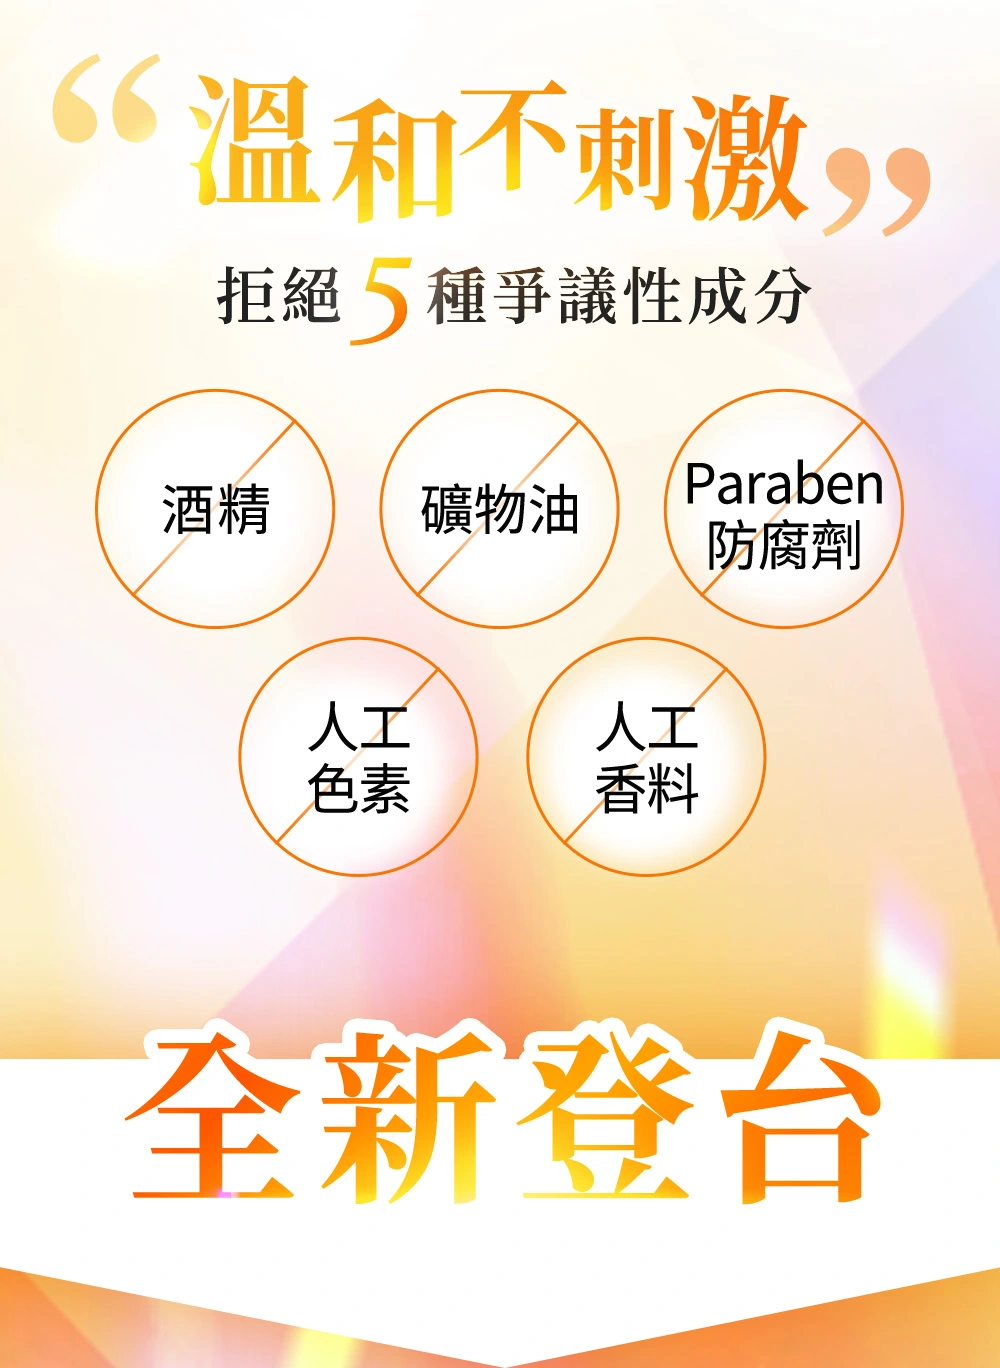 “溫和不刺激”
拒絕5種爭議性成分
酒精
礦物油
Paraben
防腐劑
人工
色素
人工
香料
全新登台